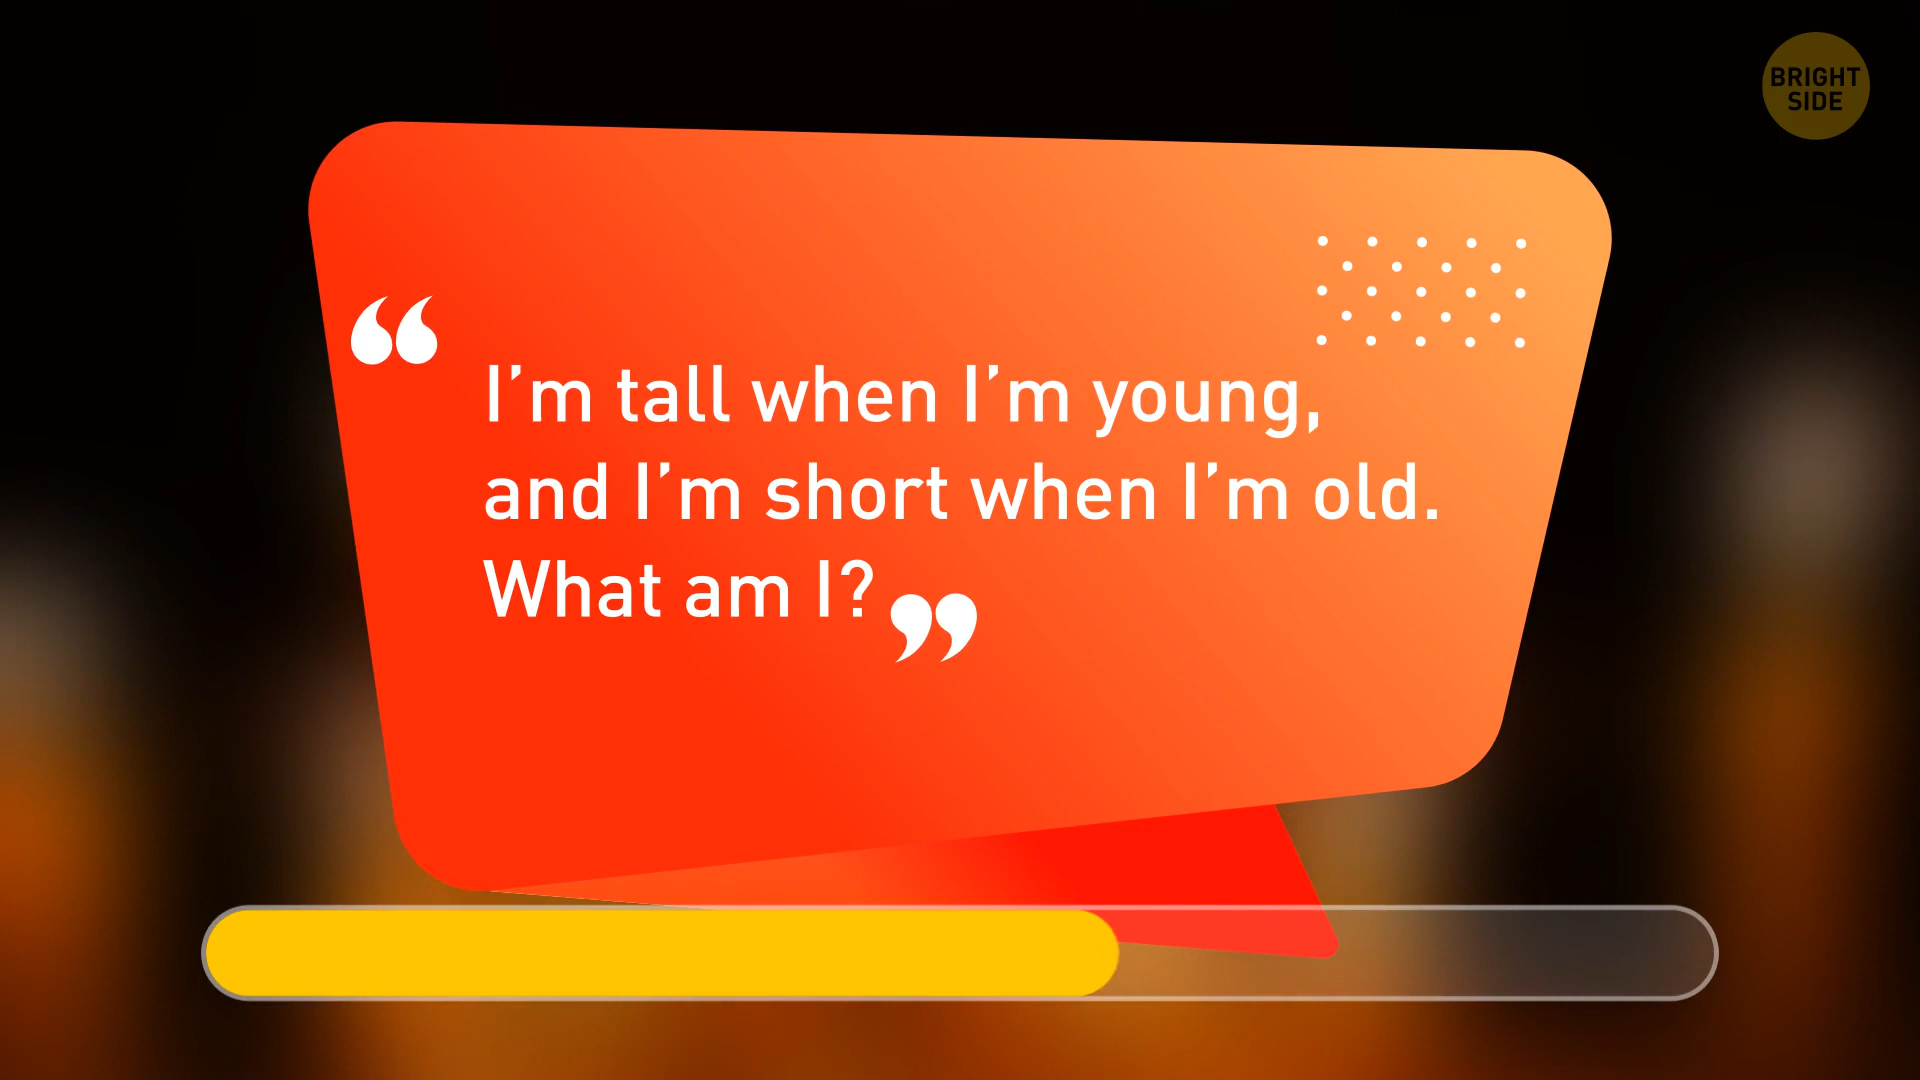 BRIGHT
SIDE
“I’m tall when I’m young,
and I’m short when I’m old.
What am I?”